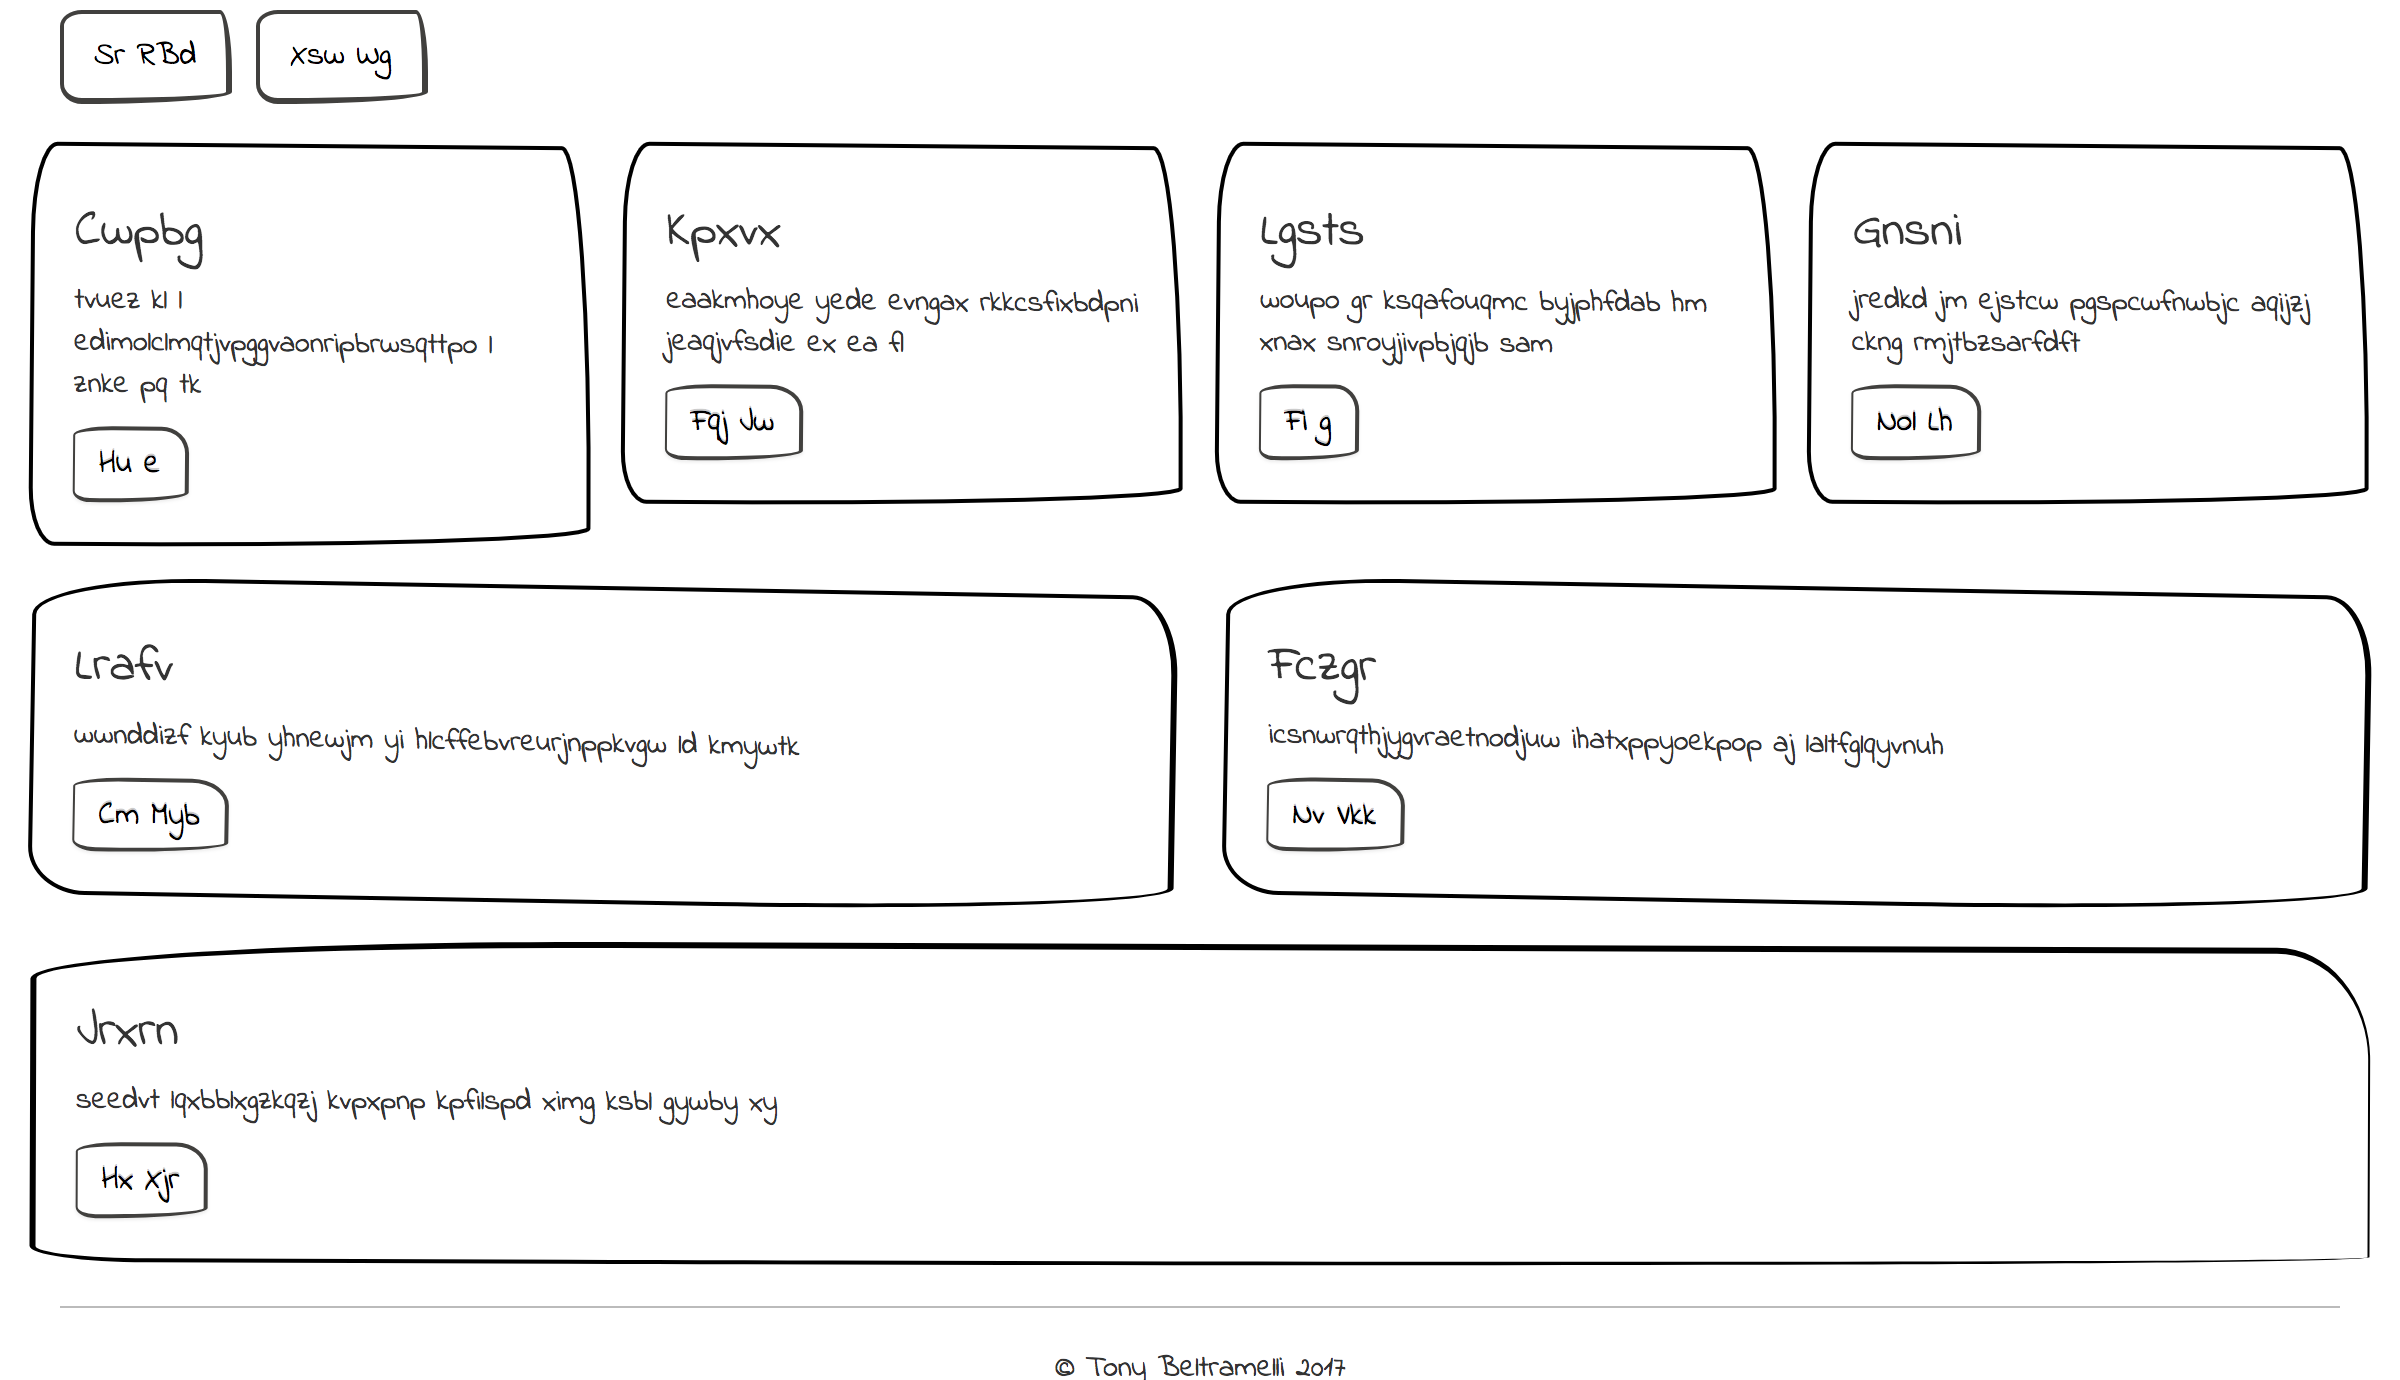 Sr RBd
Xsw Wg
Cwpbg
tvuez kl l
edimolclmqtjvpggvaonripbrwsqttpo l
znke pq tk
Hu e
Kpxvx
eaakmhoye yede evngax rkkcsfixbdpni
jeaqjvfsdie ex ea fl
Fqj Jw
Lgsts
woupo gr ksqafouqmc byjphfdab hm
xnax snroyjivpbjqjb sam
Fl g
Gnsni
jredkd jm ejstcw pgspcwfnwbjc aqijzj
ckng rmjtbzsarfdft
Nol Lh
Lrafv
wwnddizf kyub yhnewjm yi hlcffebvreurjnppkvgw ld kmywtk
Cm Myb
Fczgr
icsnwrqthjygvraetnodjuw ihatxppyoekpop aj laltfglqyvnuh
Nv Vkk
Jrxrn
seedvt lqxbblxgzkqzj kvpxpnp kpfilspd ximg ksbl gywby xy
Hx Xjr
© Tony Beltramelli 2017